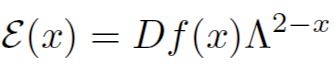 ℰ(x) = Df(x)Λ^{2−x}